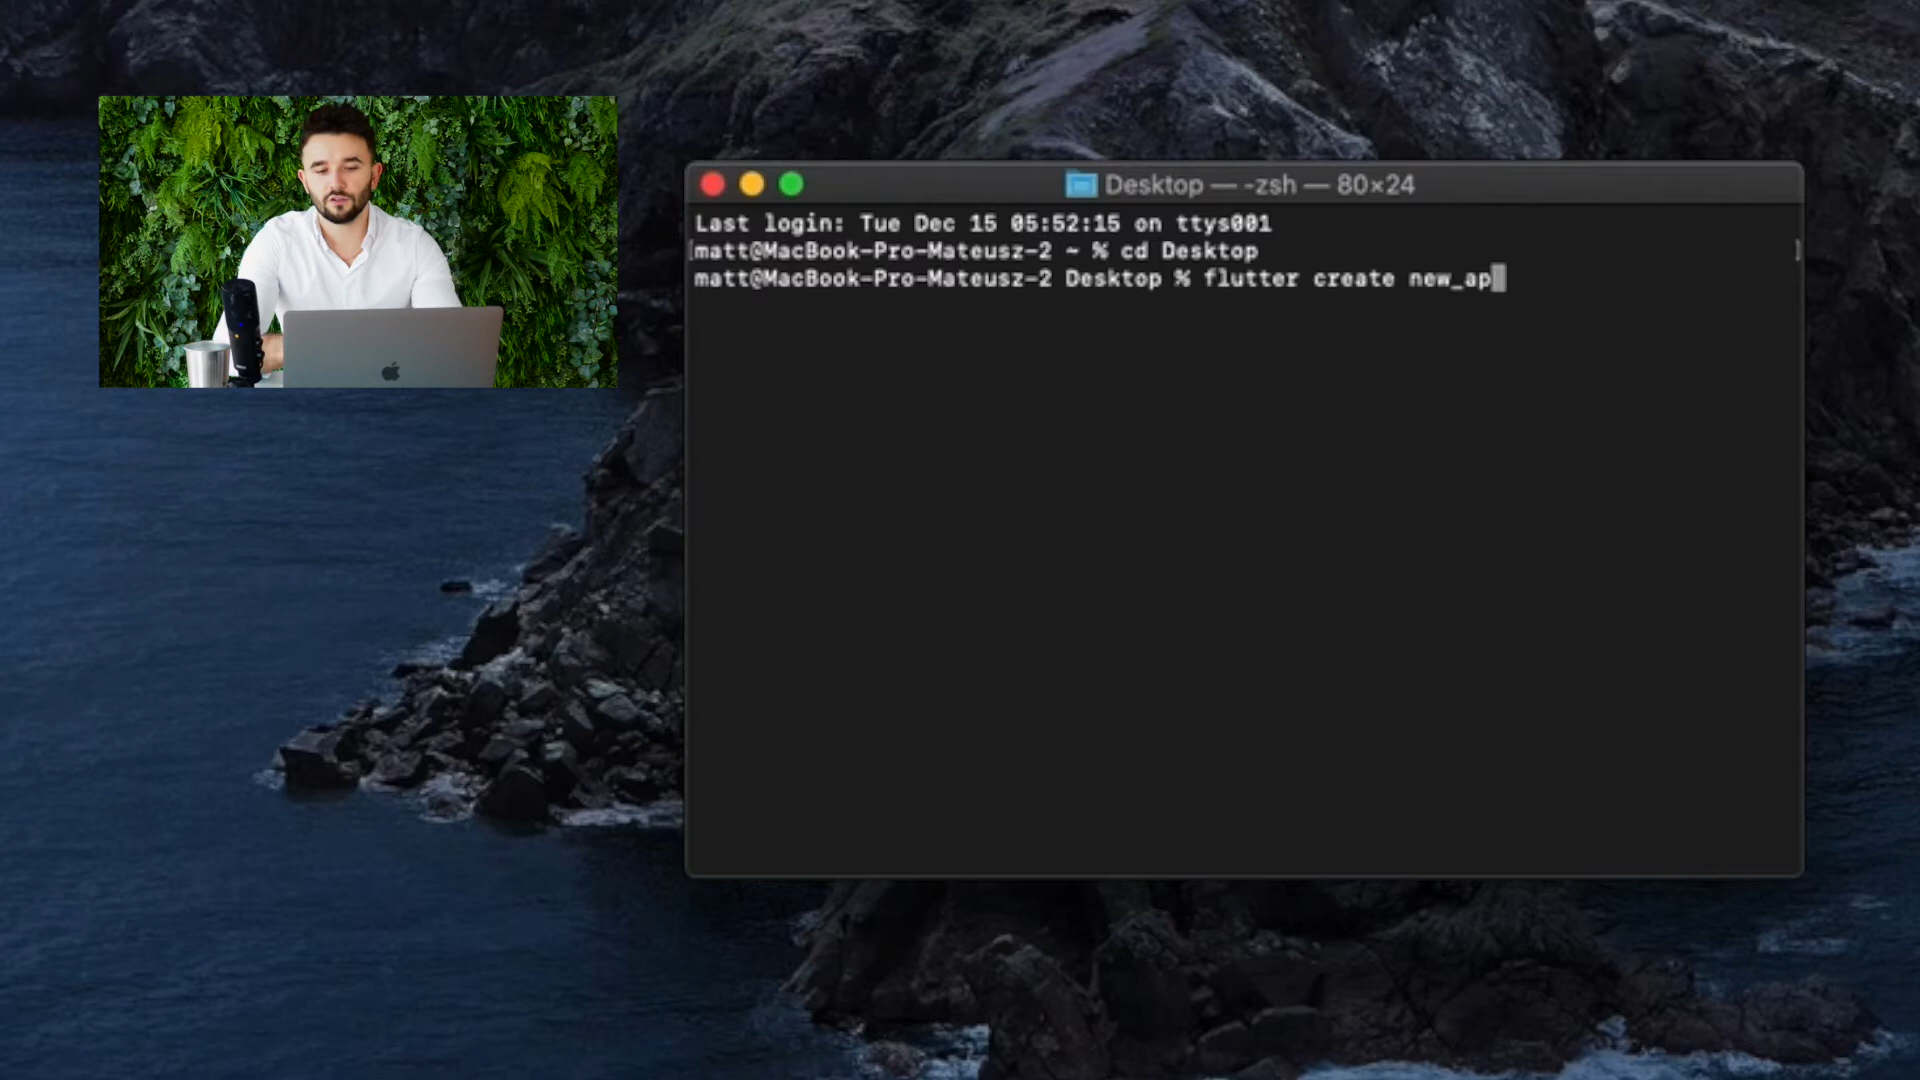 Desktop — -zsh — 80×24
Last login: Tue Dec 15 05:52:15 on ttys001
matt@MacBook-Pro-Mateusz-2 ~ % cd Desktop
matt@MacBook-Pro-Mateusz-2 Desktop % flutter create new_ap